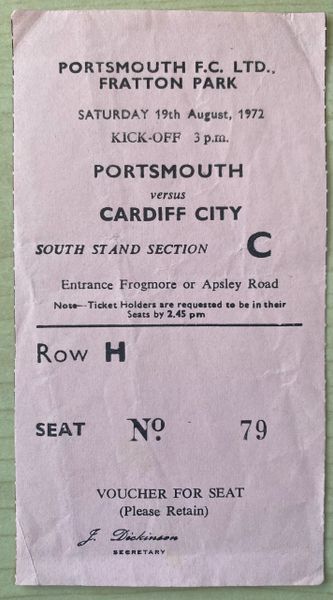 PORTSMOUTH F.C. LTD.,
FRATTON PARK
SATURDAY 19th August, 1972
KICK-OFF 3 p.m.
PORTSMOUTH
versus
CARDIFF CITY
SOUTH STAND SECTION C
Entrance Frogmore or Apsley Road
Note—Ticket Holders are requested to be in their
Seats by 2.45 pm
Row H
SEAT No 79
VOUCHER FOR SEAT
(Please Retain)
J. Dickinson
SECRETARY